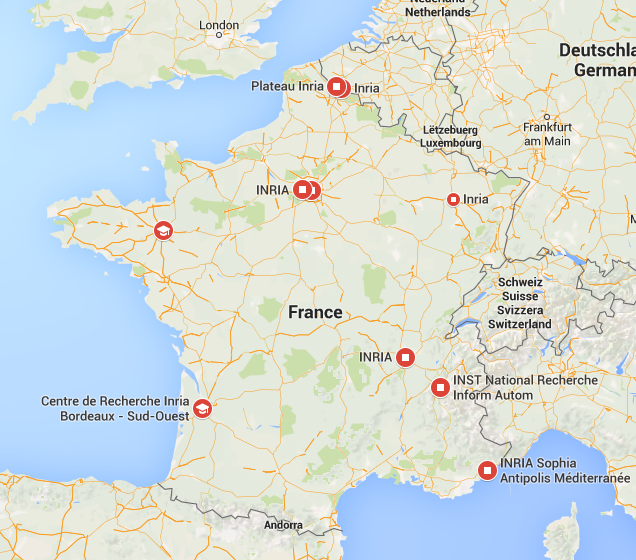 Nederland
Netherlands
London
Deutschla
German
Plateau Inria
Inria
Lëtzebuerg
Luxembourg
Frankfurt
am Main
INRIA
Inria
Schweiz
Suisse
Svizzera
Switzerland
France
INRIA
INST National Recherche
Inform Autom
Centre de Recherche Inria
Bordeaux - Sud-Ouest
INRIA Sophia
Antipolis Méditerranée
Andorra